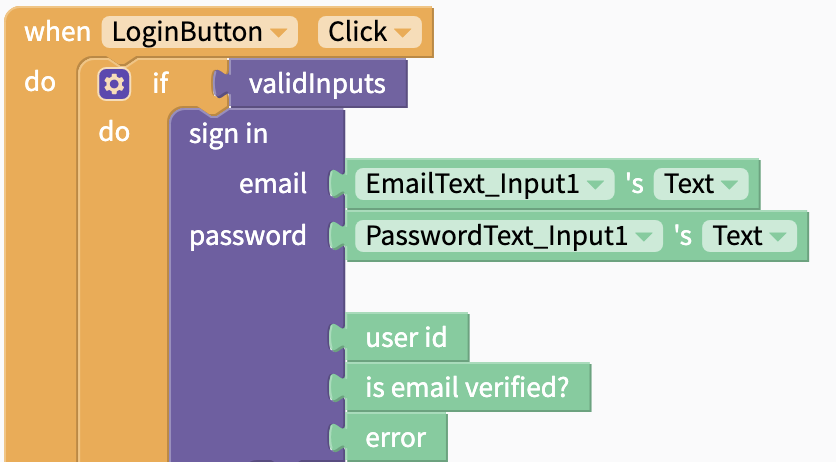 when LoginButton Click
do if validInputs
do sign in
email EmailText_Input1 's Text
password PasswordText_Input1 's Text
user id
is email verified?
error